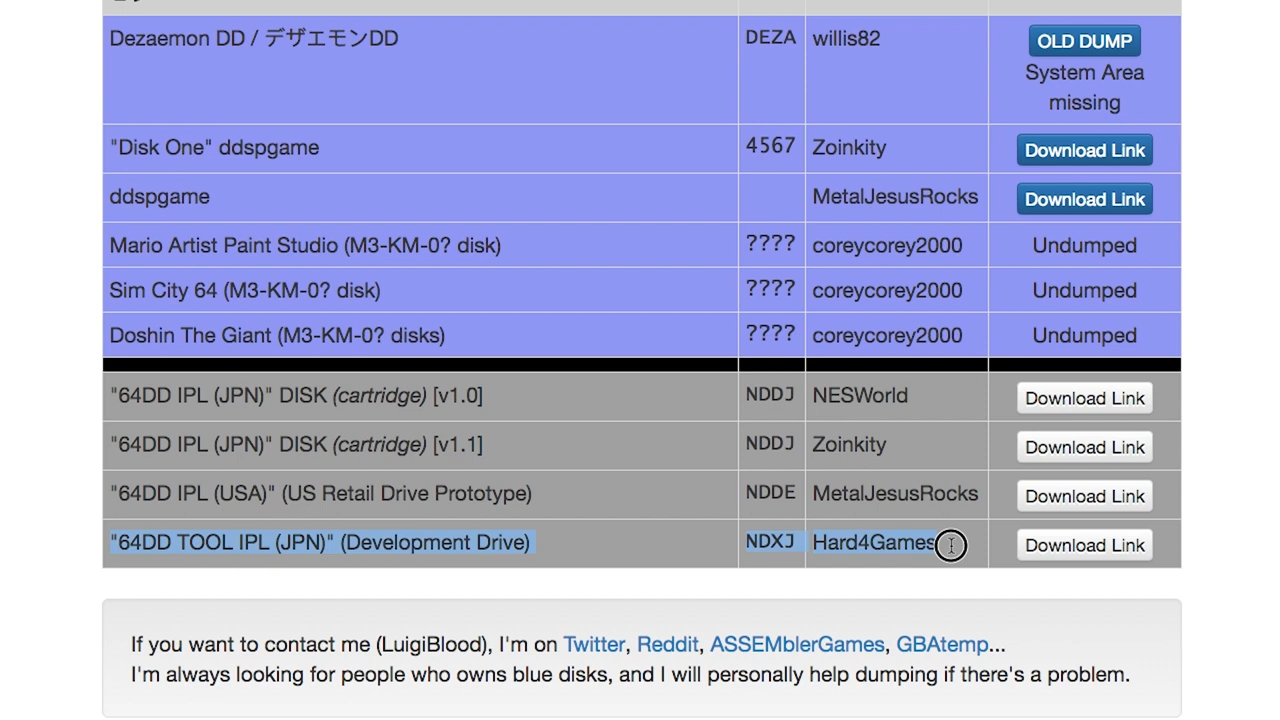 Dezaemon DD / デザエモンDD DEZA willis82 OLD DUMP
System Area
missing
"Disk One" ddspgame 4567 Zoinkity Download Link
ddspgame MetalJesusRocks Download Link
Mario Artist Paint Studio (M3-KM-0? disk) ???? coreycorey2000 Undumped
Sim City 64 (M3-KM-0? disk) ???? coreycorey2000 Undumped
Doshin The Giant (M3-KM-0? disks) ???? coreycorey2000 Undumped
"64DD IPL (JPN)" DISK (cartridge) [v1.0] NDDJ NESWorld Download Link
"64DD IPL (JPN)" DISK (cartridge) [v1.1] NDDJ Zoinkity Download Link
"64DD IPL (USA)" (US Retail Drive Prototype) NDDE MetalJesusRocks Download Link
"64DD TOOL IPL (JPN)" (Development Drive) NDXJ Hard4Games Download Link
If you want to contact me (LuigiBlood), I'm on Twitter, Reddit, ASSEMblerGames, GBAtemp...
I'm always looking for people who owns blue disks, and I will personally help dumping if there's a problem.